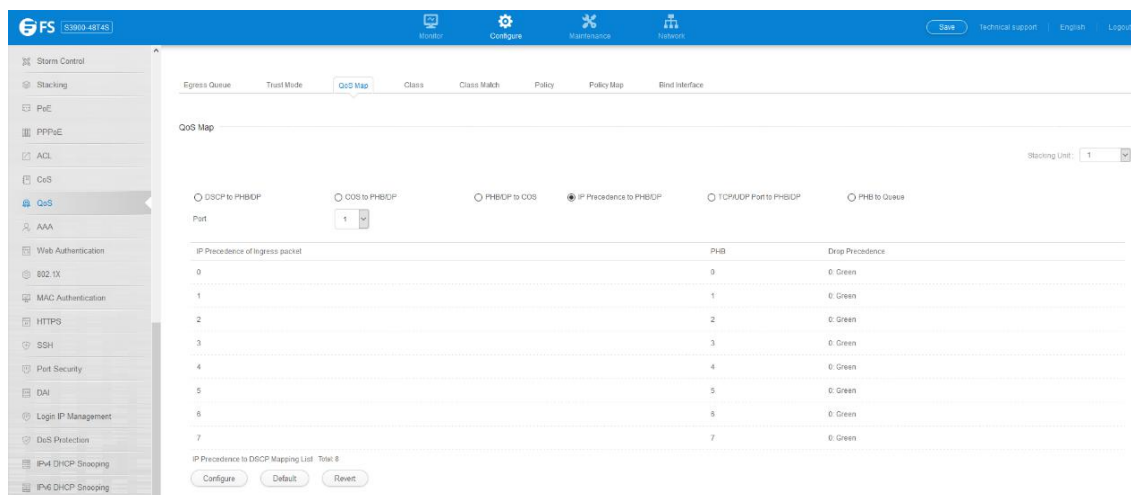 FS S3900-48T4S
Monitor Configure Maintenance Network
Save Technical support English Logout
Storm Control
Stacking
PoE
PPPoE
ACL
CoS
QoS
AAA
Web Authentication
802.1X
MAC Authentication
HTTPS
SSH
Port Security
DAI
Login IP Management
DoS Protection
IPv4 DHCP Snooping
IPv6 DHCP Snooping
Egress Queue Trust Mode QoS Map Class Class Match Policy Policy Map Bind Interface
QoS Map
Stacking Unit : 1
DSCP to PHB/DP COS to PHB/DP PHB/DP to COS IP Precedence to PHB/DP TCP/UDP Port to PHB/DP PHB to Queue
Port 1
IP Precedence of ingress packet PHB Drop Precedence
0 0 0: Green
1 1 0: Green
2 2 0: Green
3 3 0: Green
4 4 0: Green
5 5 0: Green
6 6 0: Green
7 7 0: Green
IP Precedence to DSCP Mapping List Total: 8
Configure Default Revert